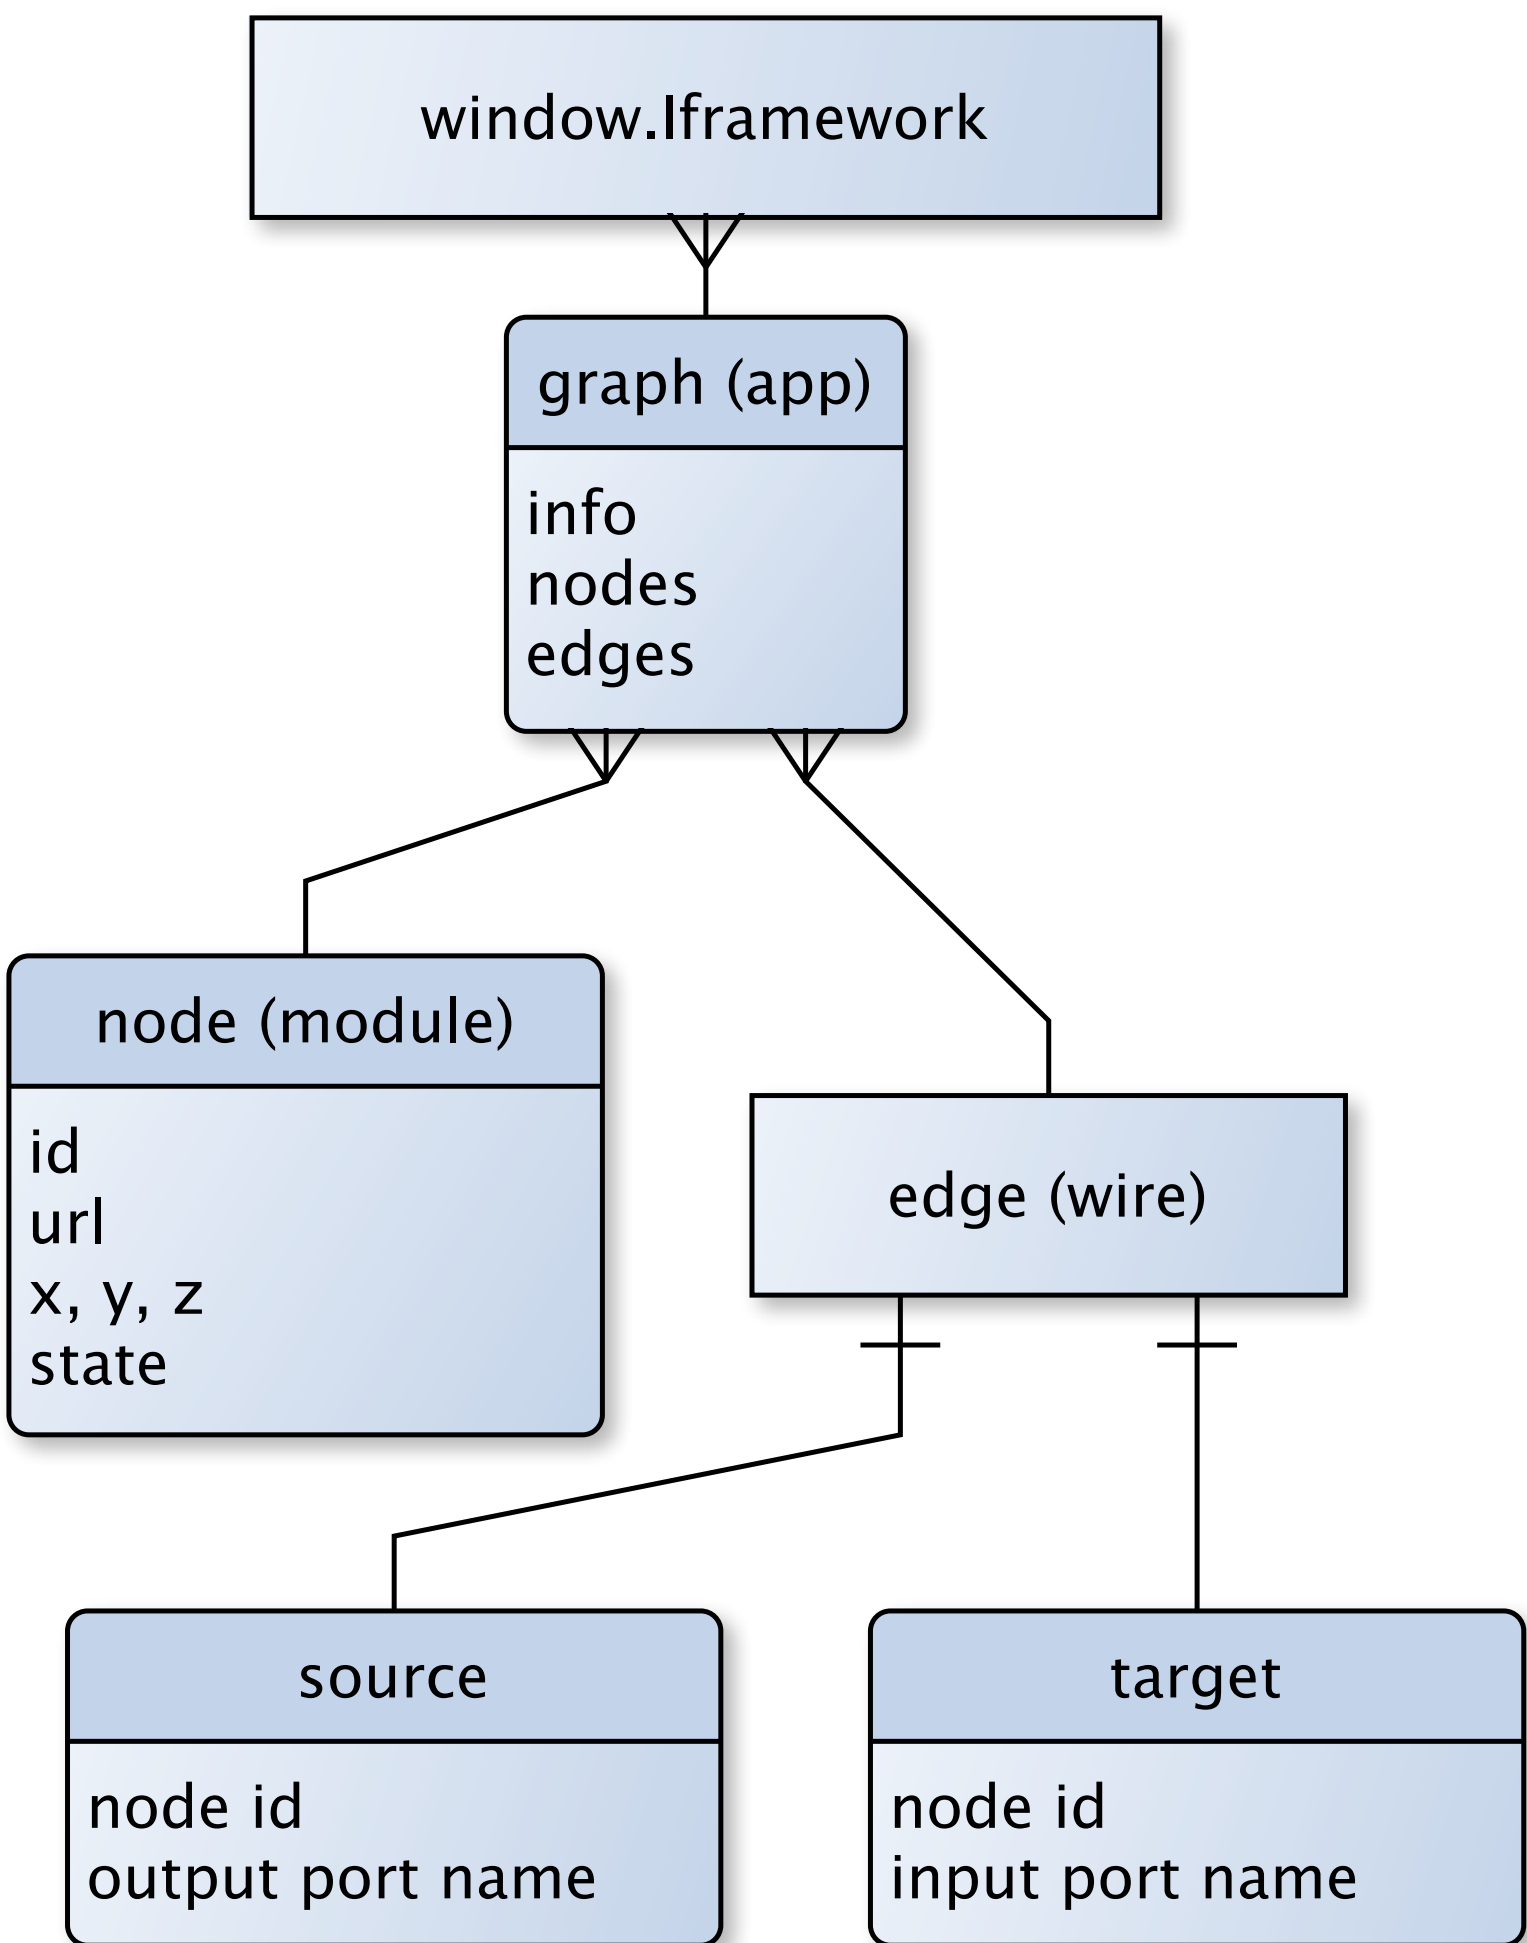 window.Iframework
graph (app)
info
nodes
edges
node (module)
id
url
x, y, z
state
edge (wire)
source
node id
output port name
target
node id
input port name